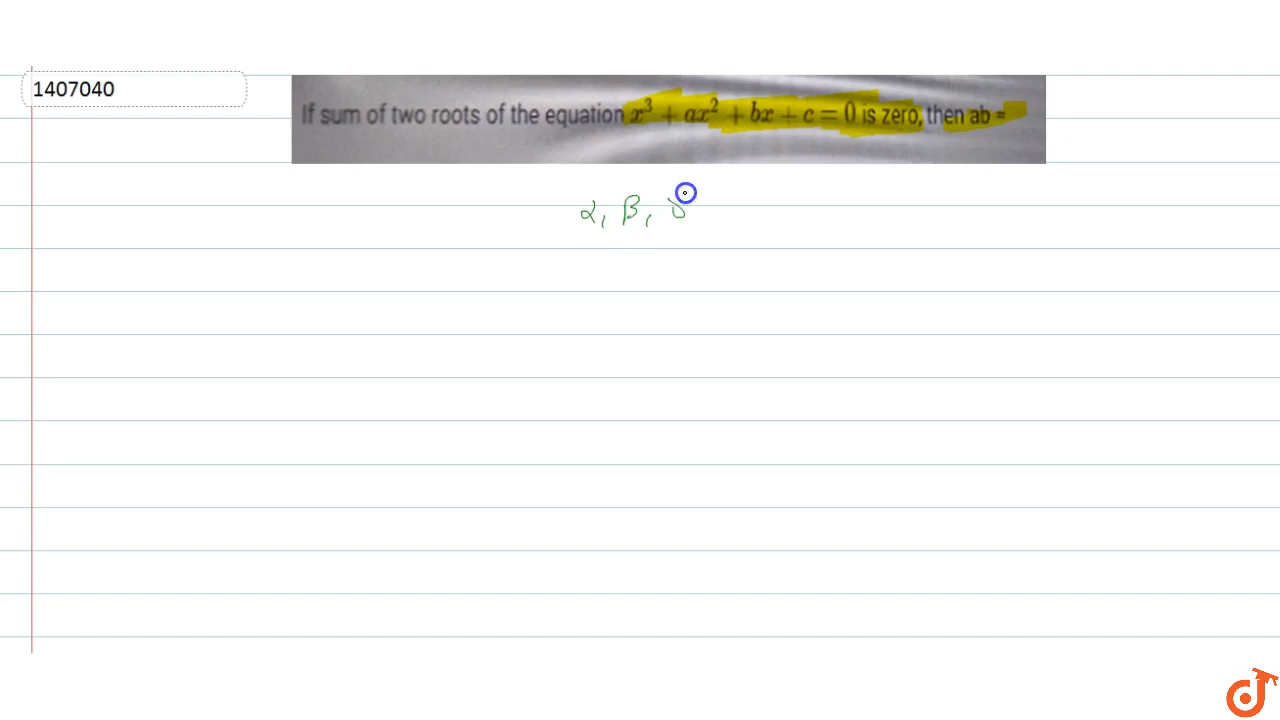 1407040
If sum of two roots of the equation x³ + ax² + bx + c = 0 is zero, then ab =
α, β, γ